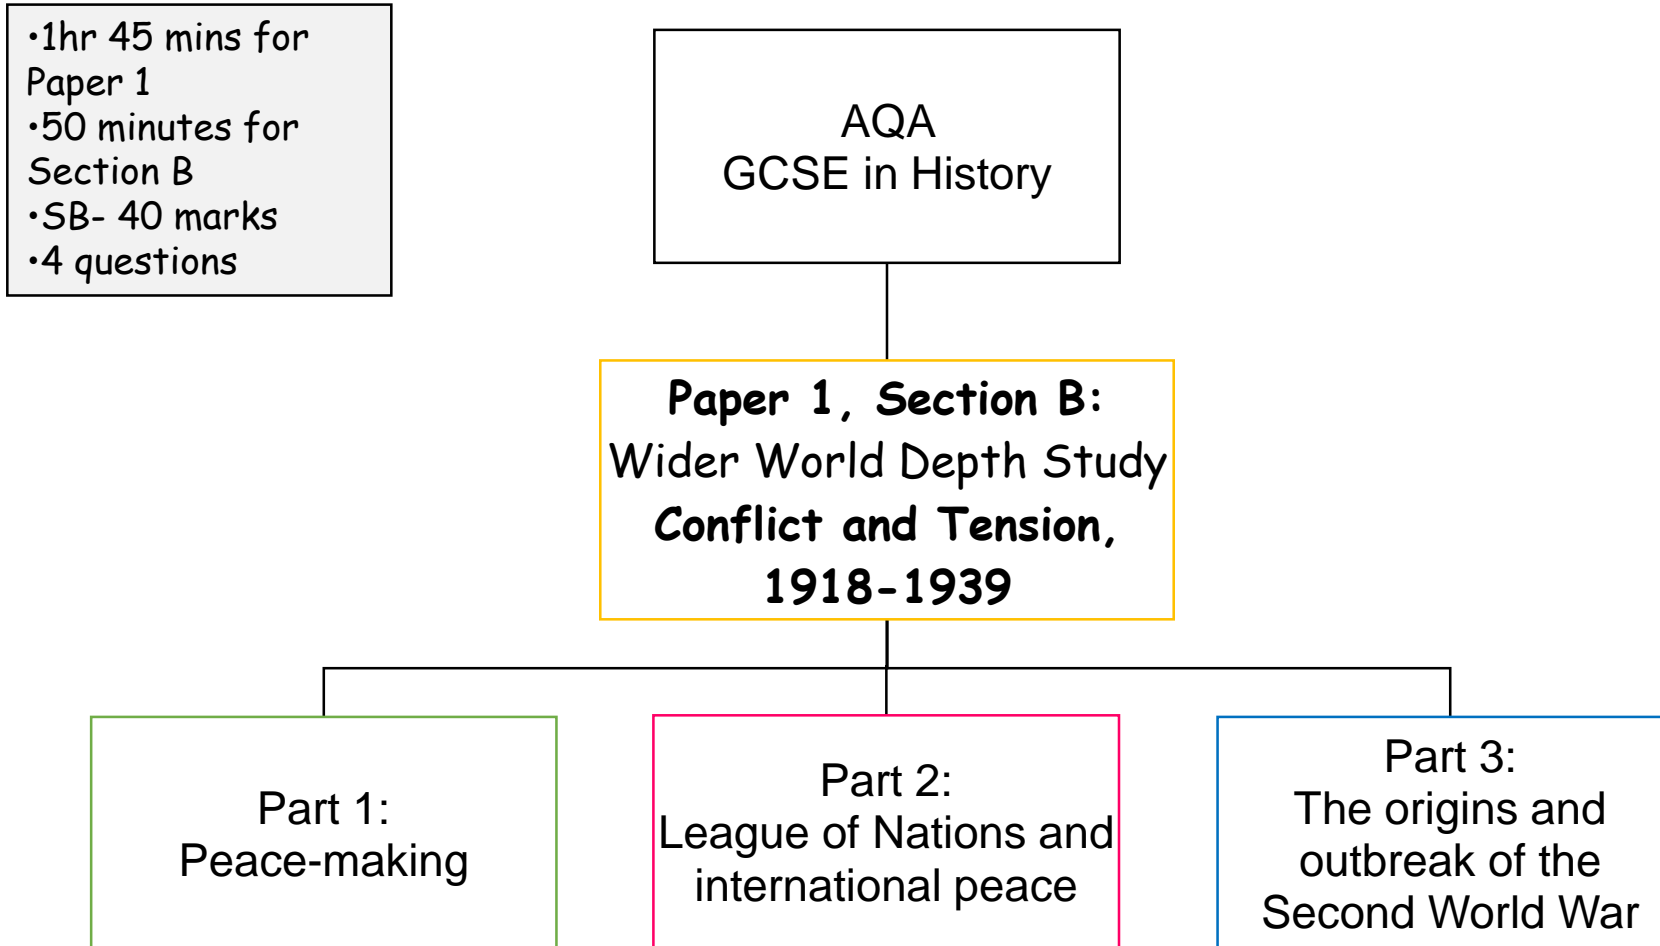 •1hr 45 mins for
Paper 1
•50 minutes for
Section B
•SB- 40 marks
•4 questions
AQA
GCSE in History
Paper 1, Section B:
Wider World Depth Study
Conflict and Tension,
1918-1939
Part 1:
Peace-making
Part 2:
League of Nations and
international peace
Part 3:
The origins and
outbreak of the
Second World War